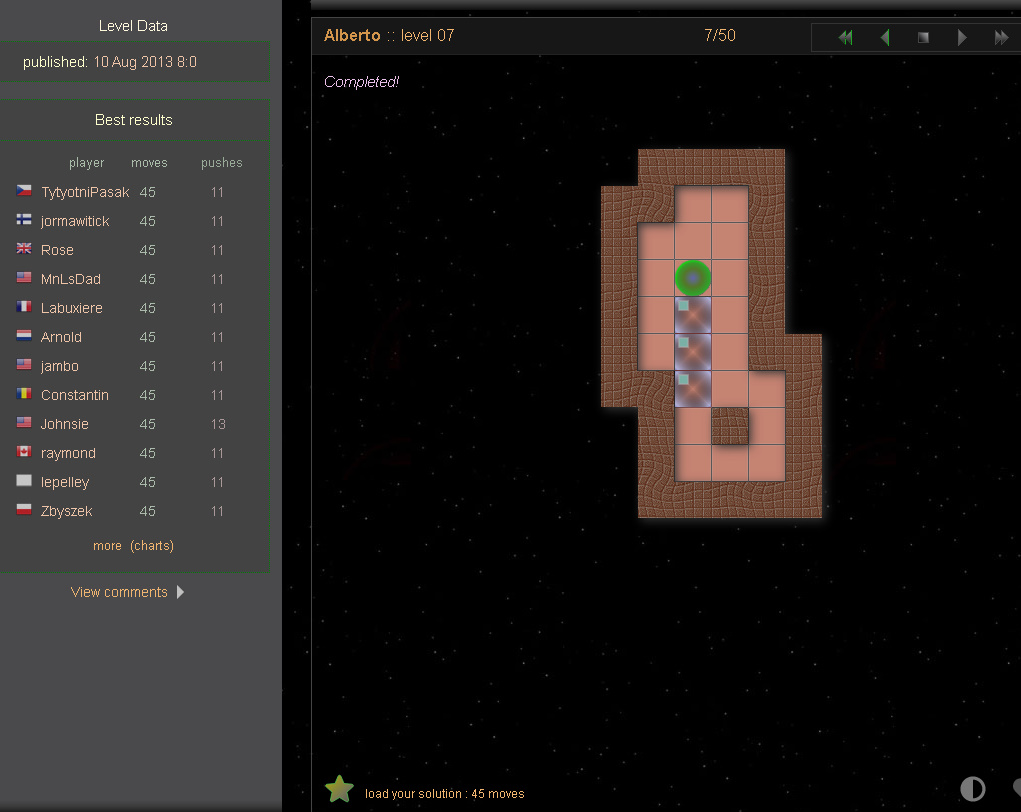 Level Data
published: 10 Aug 2013 8:0
Best results
player moves pushes
TytyotniPasak 45 11
jormawitick 45 11
Rose 45 11
MnLsDad 45 11
Labuxiere 45 11
Arnold 45 11
jambo 45 11
Constantin 45 11
Johnsie 45 13
raymond 45 11
lepelley 45 11
Zbyszek 45 11
more (charts)
View comments
Alberto :: level 07 7/50
Completed!
load your solution : 45 moves